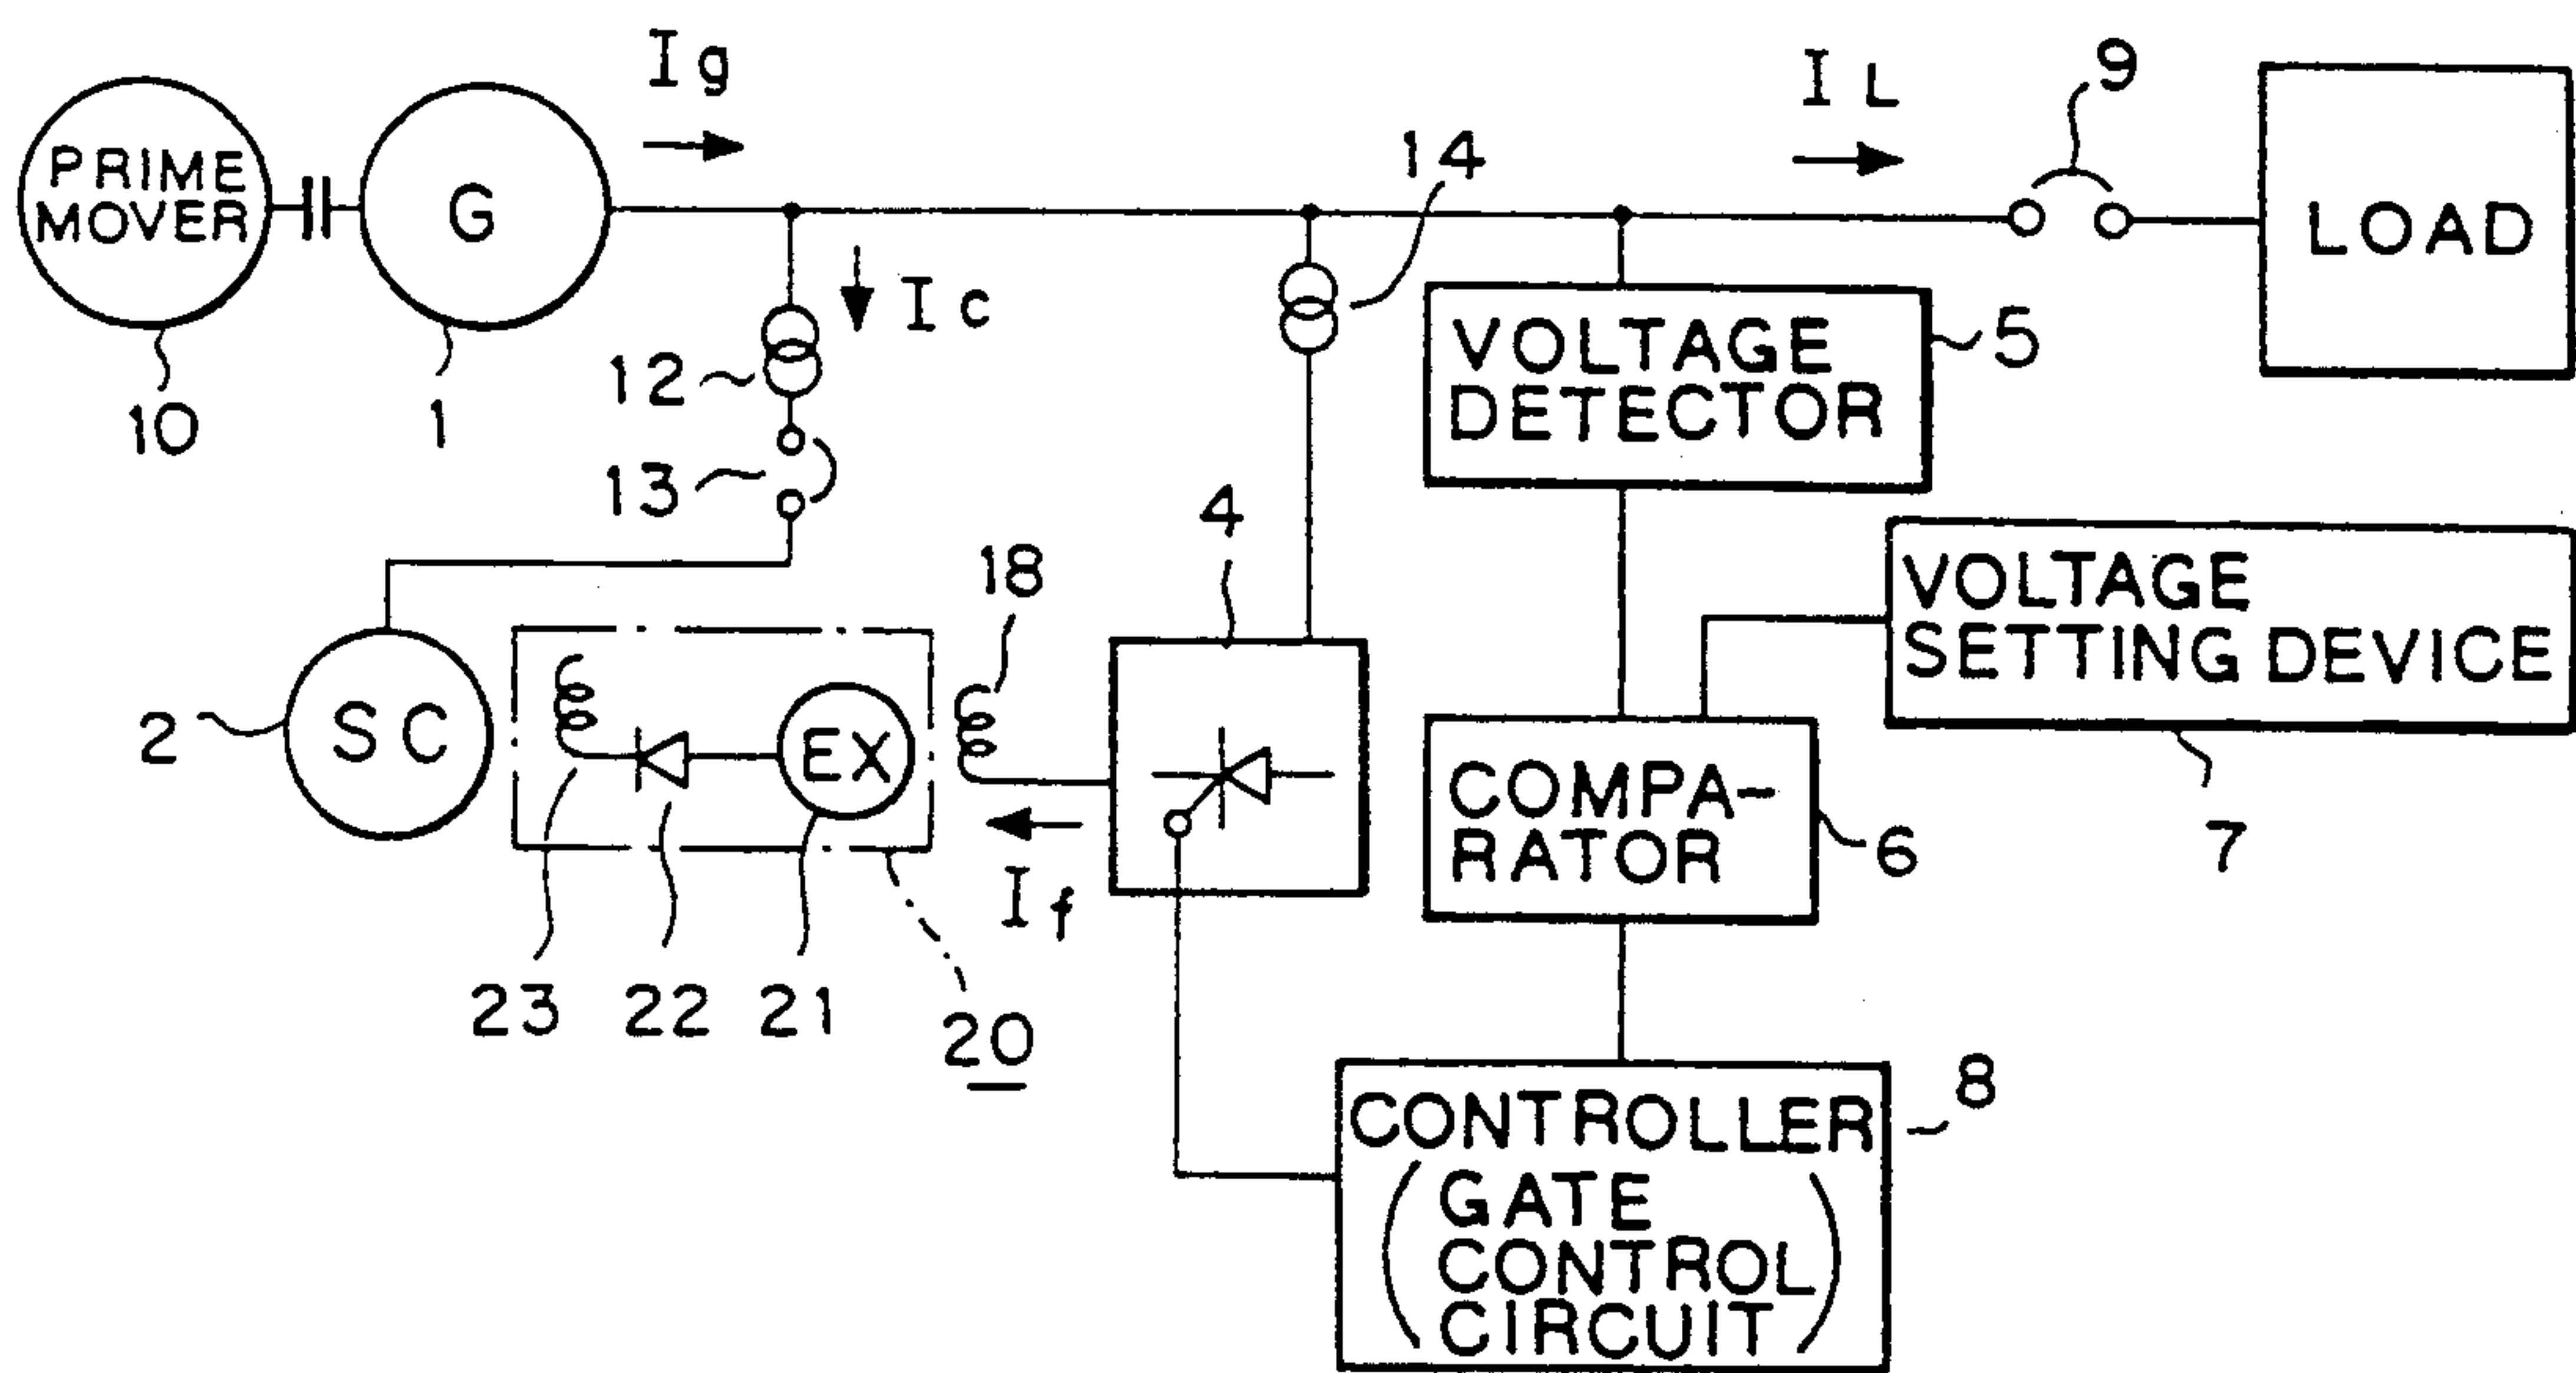 Ig
IL
9
PRIME
MOVER
G
14
LOAD
Ic
5
VOLTAGE
DETECTOR
12
10
1
13
4
18
VOLTAGE
SETTING DEVICE
2
SC
EX
COMPA-
RATOR
6
7
If
23
22
21
20
8
CONTROLLER
(GATE
CONTROL
CIRCUIT)